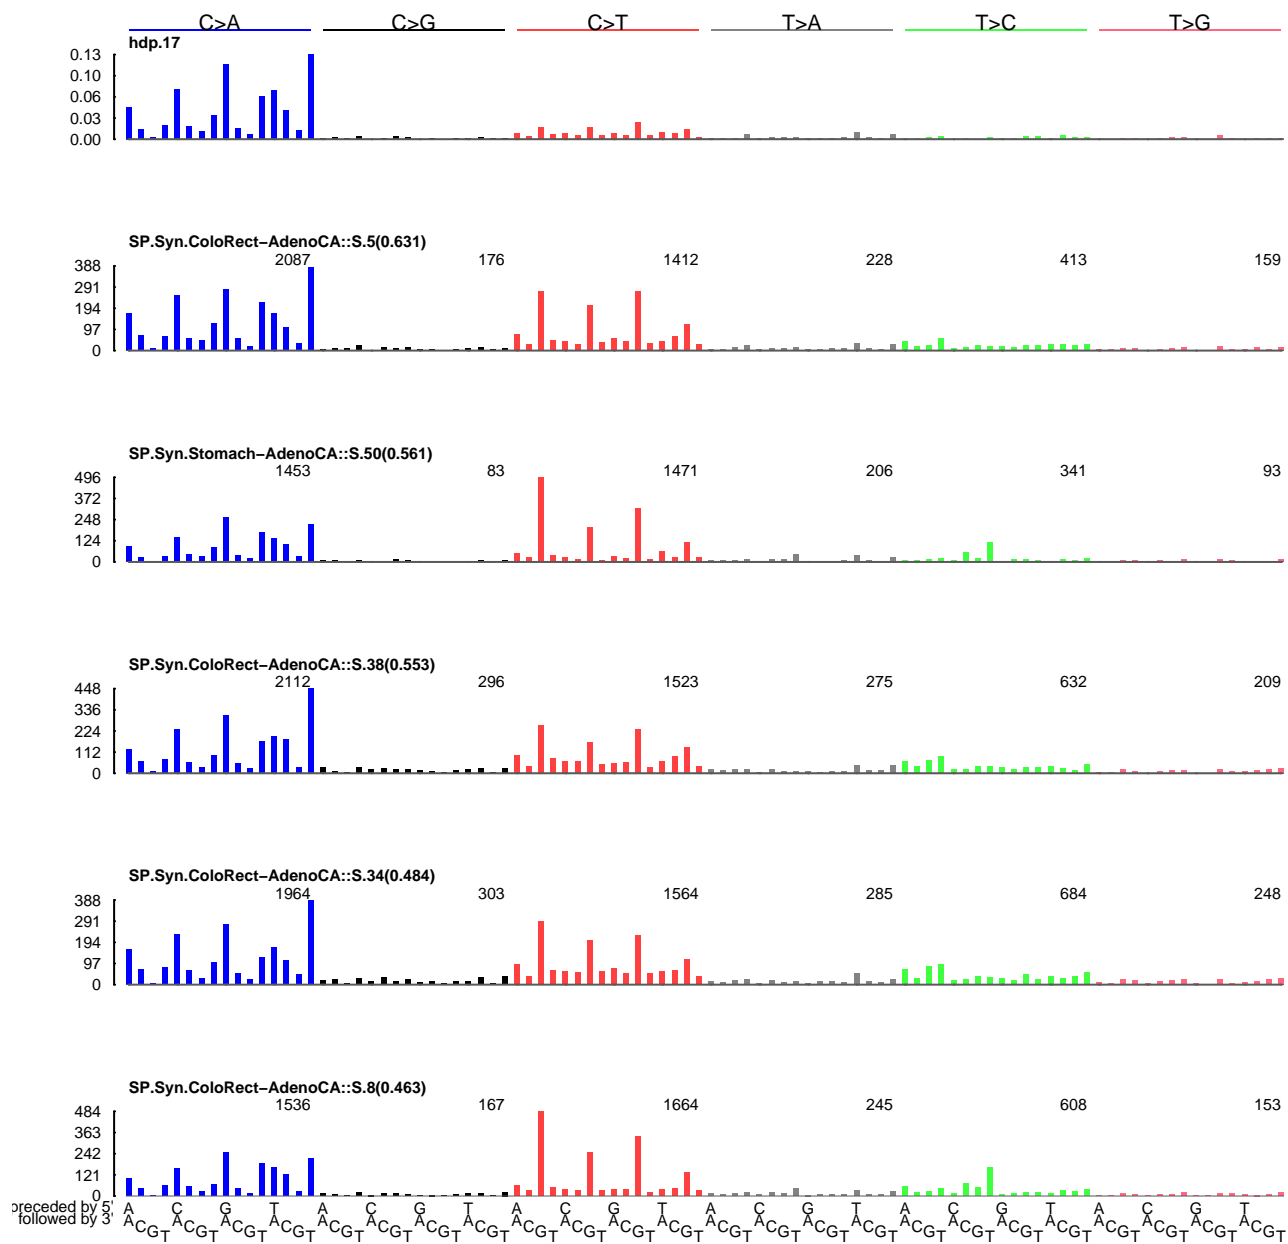 C>A C>G C>T T>A T>C T>G
hdp.17
0.13
0.10
0.06
0.03
0.00
SP.Syn.ColoRect−AdenoCA::S.5(0.631)
2087 176 1412 228 413 159
388
291
194
97
0
SP.Syn.Stomach−AdenoCA::S.50(0.561)
1453 83 1471 206 341 93
496
372
248
124
0
SP.Syn.ColoRect−AdenoCA::S.38(0.553)
2112 296 1523 275 632 209
448
336
224
112
0
SP.Syn.ColoRect−AdenoCA::S.34(0.484)
1964 303 1564 285 684 248
388
291
194
97
0
SP.Syn.ColoRect−AdenoCA::S.8(0.463)
1536 167 1664 245 608 153
484
363
242
121
0
preceded by 5' A C G T A C G T A C G T A C G T A C G T A C G T
followed by 3' A C G T A C G T A C G T A C G T A C G T A C G T A C G T A C G T A C G T A C G T A C G T A C G T A C G T A C G T A C G T A C G T A C G T A C G T A C G T A C G T A C G T A C G T A C G T A C G T